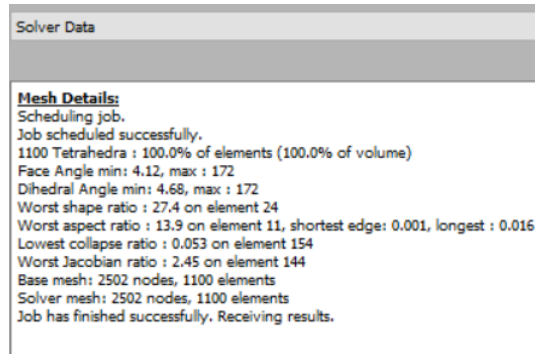 Solver Data
Mesh Details:
Scheduling job.
Job scheduled successfully.
1100 Tetrahedra : 100.0% of elements (100.0% of volume)
Face Angle min: 4.12, max : 172
Dihedral Angle min: 4.68, max : 172
Worst shape ratio : 27.4 on element 24
Worst aspect ratio : 13.9 on element 11, shortest edge: 0.001, longest : 0.016
Lowest collapse ratio : 0.053 on element 154
Worst Jacobian ratio : 2.45 on element 144
Base mesh: 2502 nodes, 1100 elements
Solver mesh: 2502 nodes, 1100 elements
Job has finished successfully. Receiving results.